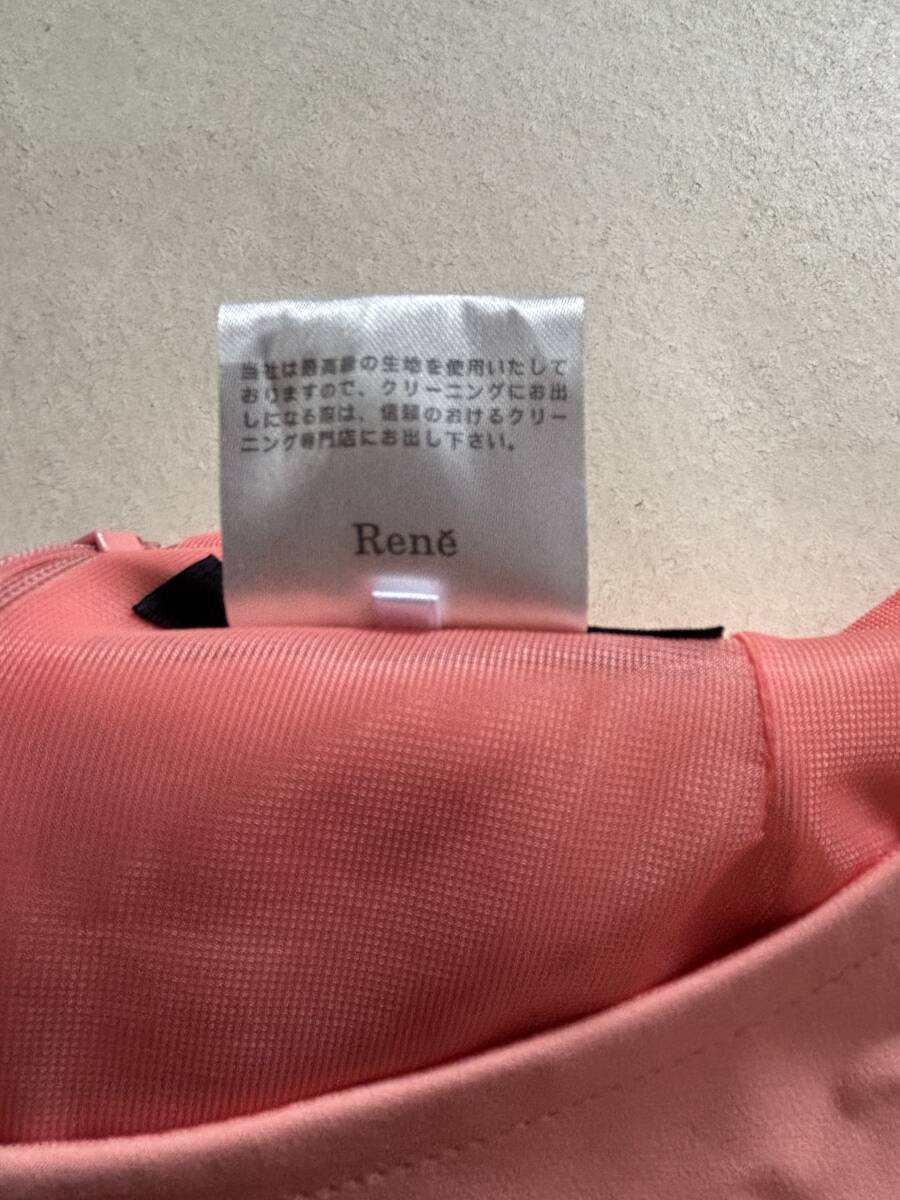 当社は最高級の生地を使用いたして
おりますので、クリーニングにお出
しになる際は、信頼のおけるクリー
ニング専門店にお出し下さい。
Renĕ